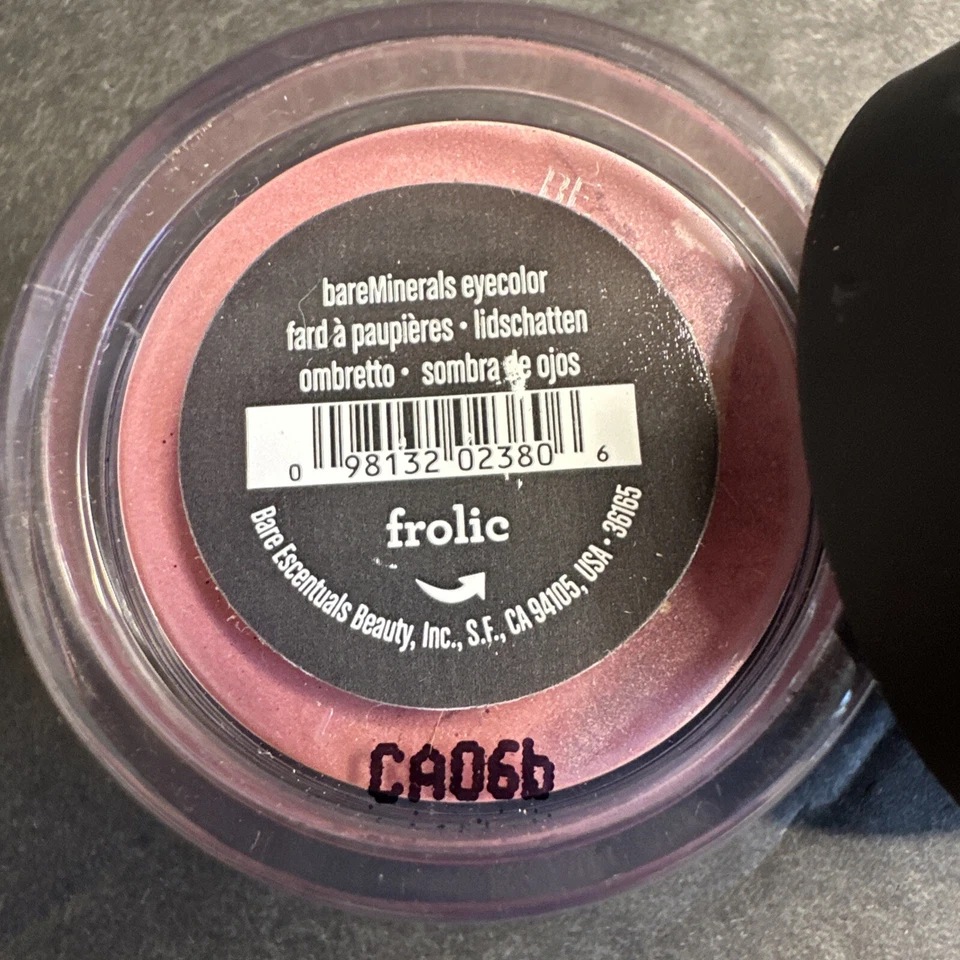 BE
bareMinerals eyecolor
fard à paupières • lidschatten
ombretto • sombra de ojos
0 98132 02380 6
frolic
Bare Escentuals Beauty, Inc., S.F., CA 94105, USA • 36165
CA06b